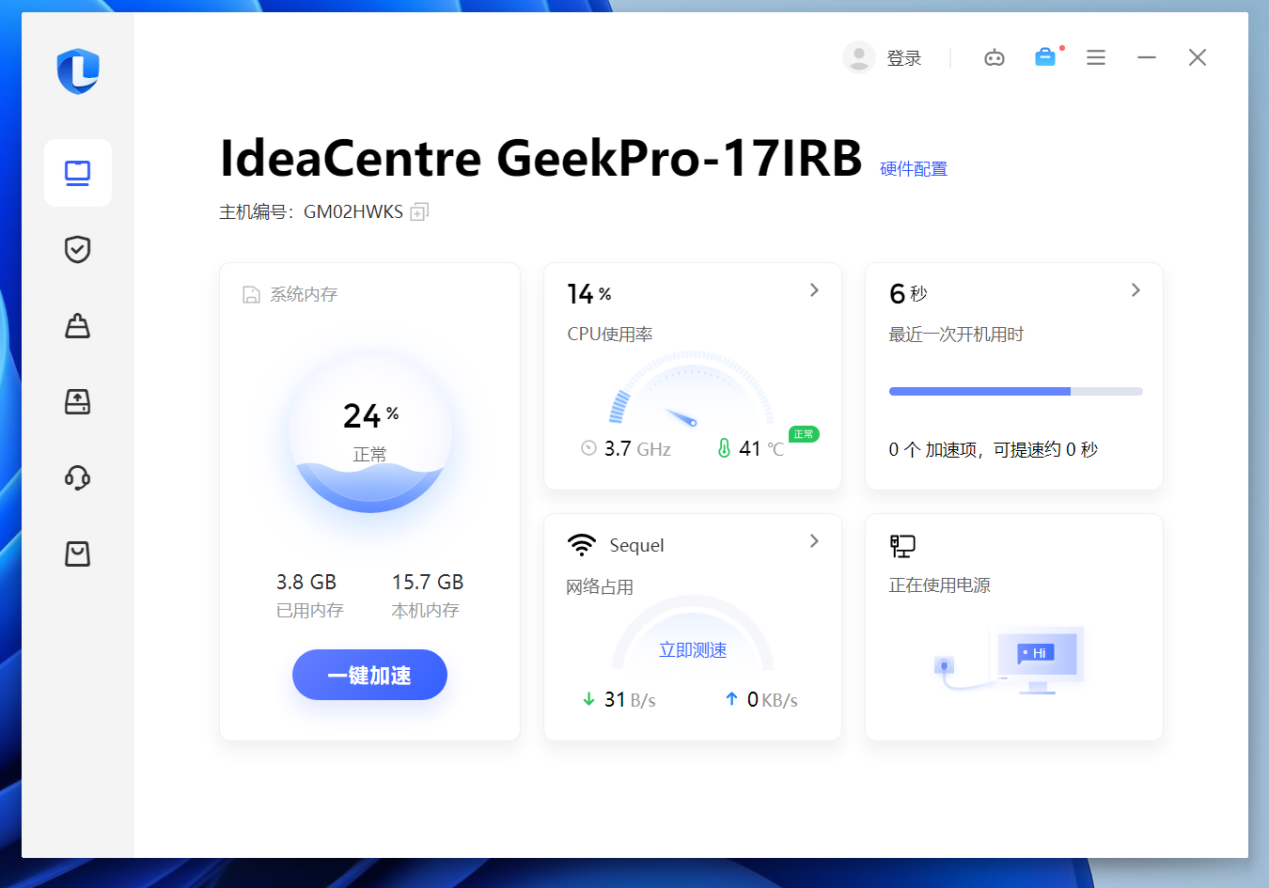 登录
IdeaCentre GeekPro-17IRB 硬件配置
主机编号：GM02HWKS
系统内存
24 %
正常
3.8 GB 15.7 GB
已用内存 本机内存
一键加速
14 %
CPU使用率
3.7 GHz 41 ℃ 正常
6 秒
最近一次开机用时
0 个 加速项，可提速约 0 秒
Sequel
网络占用
立即测速
31 B/s 0 KB/s
正在使用电源
Hi